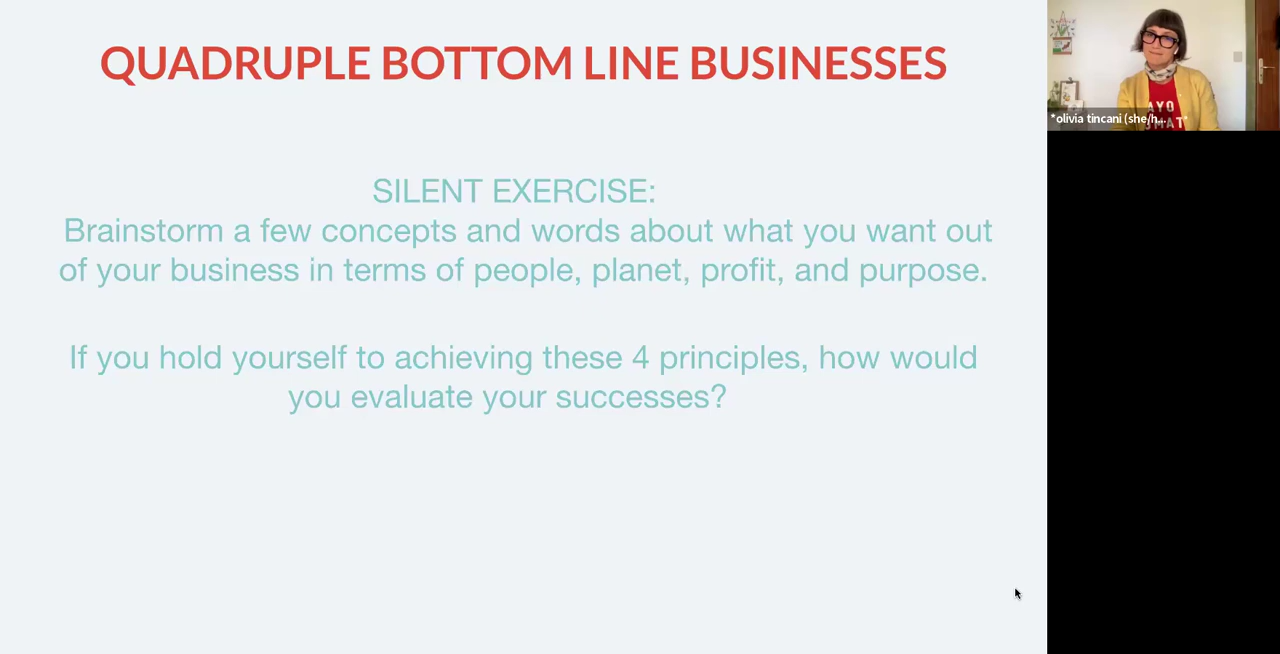 QUADRUPLE BOTTOM LINE BUSINESSES
SILENT EXERCISE:
Brainstorm a few concepts and words about what you want out
of your business in terms of people, planet, profit, and purpose.
If you hold yourself to achieving these 4 principles, how would
you evaluate your successes?
*olivia tincani (she/h...
AYO